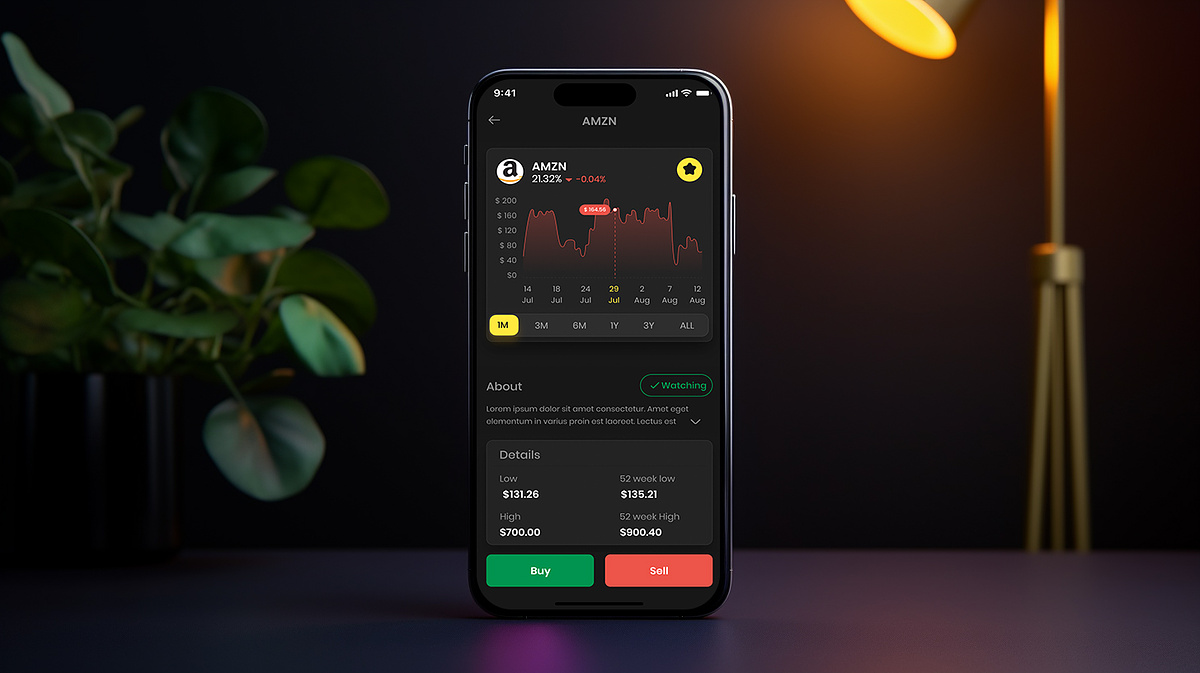 9:41
AMZN
a
AMZN
21.32% -0.04%
$ 200
$ 160
$ 120
$ 80
$ 40
$0
$ 164.56
14 18 24 29 2 7 12
Jul Jul Jul Jul Aug Aug Aug
1M 3M 6M 1Y 3Y ALL
About
Watching
Lorem ipsum dolor sit amet consectetur. Amet eget
elementum in varius proin est laoreet. Lectus est
Details
Low 52 week low
$131.26 $135.21
High 52 week High
$700.00 $900.40
Buy Sell